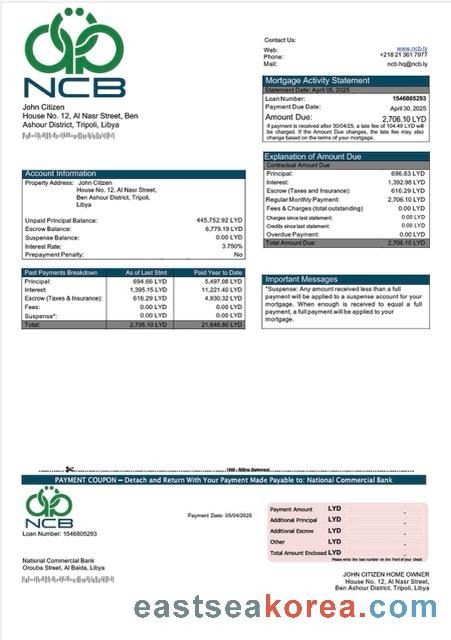 NCB
John Citizen
House No. 12, Al Nasr Street, Ben
Ashour District, Tripoli, Libya
Contact Us:
Web: www.ncb.ly
Phone: +218 21 361 7977
Mail: ncb.hq@ncb.ly
Mortgage Activity Statement
Statement Date: April 05, 2025
Loan Number: 1546805293
Payment Due Date: April 30, 2025
Amount Due: 2,706.10 LYD
If payment is received after 30/04/25, a late fee of 104.49 LYD will
be charged. If the Amount Due changes, the late fee may also
change based on the terms of your mortgage.
Explanation of Amount Due
Contractual Amount Due
Principal: 696.83 LYD
Interest: 1,392.98 LYD
Escrow (Taxes and Insurance): 616.29 LYD
Regular Monthly Payment: 2,706.10 LYD
Fees & Charges (total outstanding) 0.00 LYD
Charges since last statement: 0.00 LYD
Credits since last statement: 0.00 LYD
Overdue Payment: 0.00 LYD
Total Amount Due: 2,706.10 LYD
Account Information
Property Address: John Citizen
House No. 12, Al Nasr Street,
Ben Ashour District, Tripoli,
Libya
Unpaid Principal Balance: 445,752.92 LYD
Escrow Balance: 6,779.19 LYD
Suspense Balance: 0.00 LYD
Interest Rate: 3.750%
Prepayment Penalty: No
Past Payments Breakdown As of Last Stmt Paid Year to Date
Principal: 694.66 LYD 5,497.08 LYD
Interest: 1,395.15 LYD 11,221.40 LYD
Escrow (Taxes & Insurance): 616.29 LYD 4,930.32 LYD
Fees: 0.00 LYD 0.00 LYD
Suspense*: 0.00 LYD 0.00 LYD
Total: 2,706.10 LYD 21,648.80 LYD
Important Messages
*Suspense: Any amount received less than a full
payment will be applied to a suspense account for your
mortgage. When enough is received to equal a full
payment, a full payment will be applied to your
mortgage.
Billing Statement
PAYMENT COUPON – Detach and Return With Your Payment Made Payable to: National Commercial Bank
NCB
Loan Number: 1546805293
Payment Date: 05/04/2025
Payment Amount LYD .
Additional Principal LYD .
Additional Escrow LYD .
Other LYD .
Total Amount Enclosed LYD .
Please write the loan number on the front of your check.
National Commercial Bank
Orouba Street, Al Baida, Libya
JOHN CITIZEN HOME OWNER
House No. 12, Al Nasr Street,
Ben Ashour District, Tripoli, Libya
eastseakorea.com